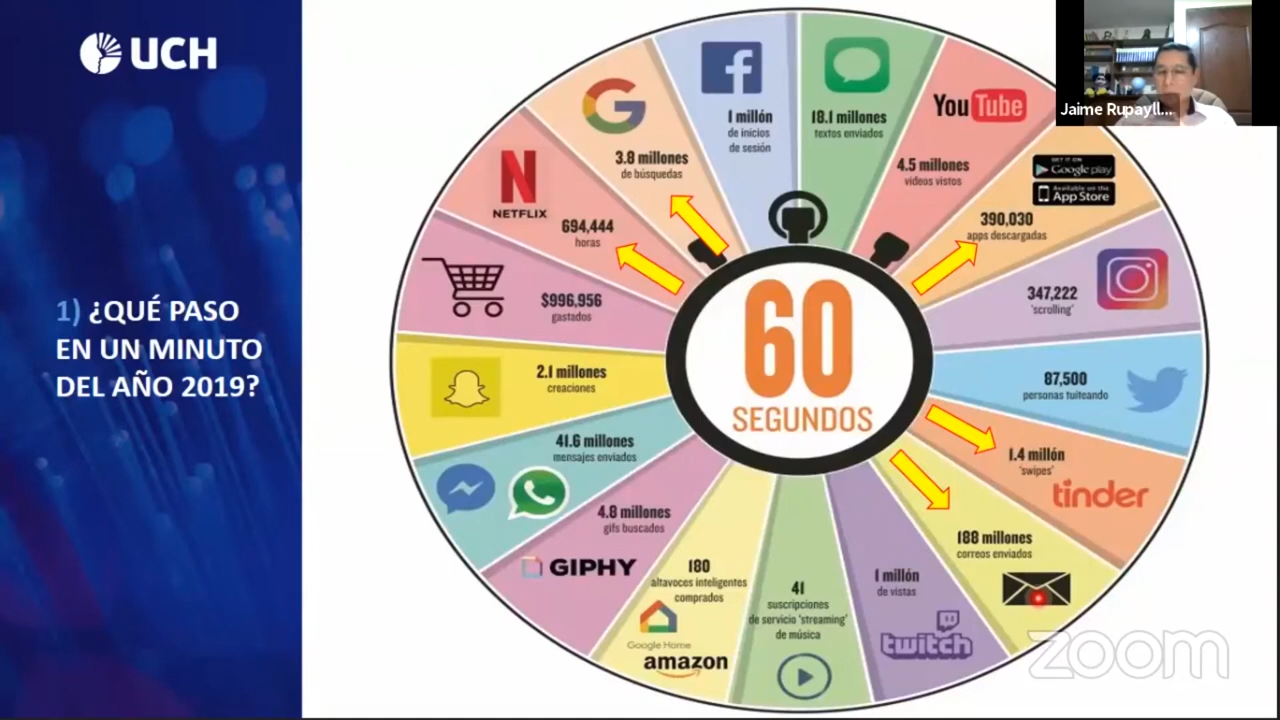 UCH
1) ¿QUÉ PASO
EN UN MINUTO
DEL AÑO 2019?
1 millón
de inicios
de sesión
18.1 millones
textos enviados
YouTube
4.5 millones
videos vistos
GET IT ON
Google play
Available on the
App Store
390,030
apps descargadas
347,222
'scrolling'
87,500
personas tuiteando
1.4 millón
'swipes'
tinder
188 millones
correos enviados
1 millón
de vistas
twitch
41
suscripciones
de servicio 'streaming'
de música
180
altavoces inteligentes
comprados
Google Home
amazon
4.8 millones
gifs buscados
GIPHY
41.6 millones
mensajes enviados
2.1 millones
creaciones
$996,956
gastados
NETFLIX
694,444
horas
3.8 millones
de búsquedas
60
SEGUNDOS
Jaime Rupayll...
zoom